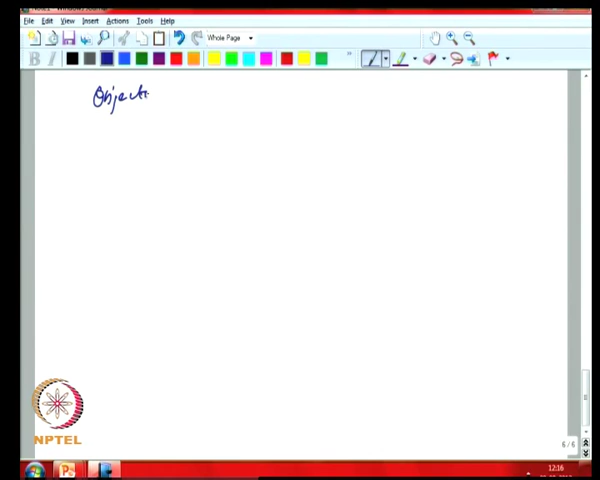 File Edit View Insert Actions Tools Help
Whole Page
B I
Object
NPTEL
6 / 6
12:16